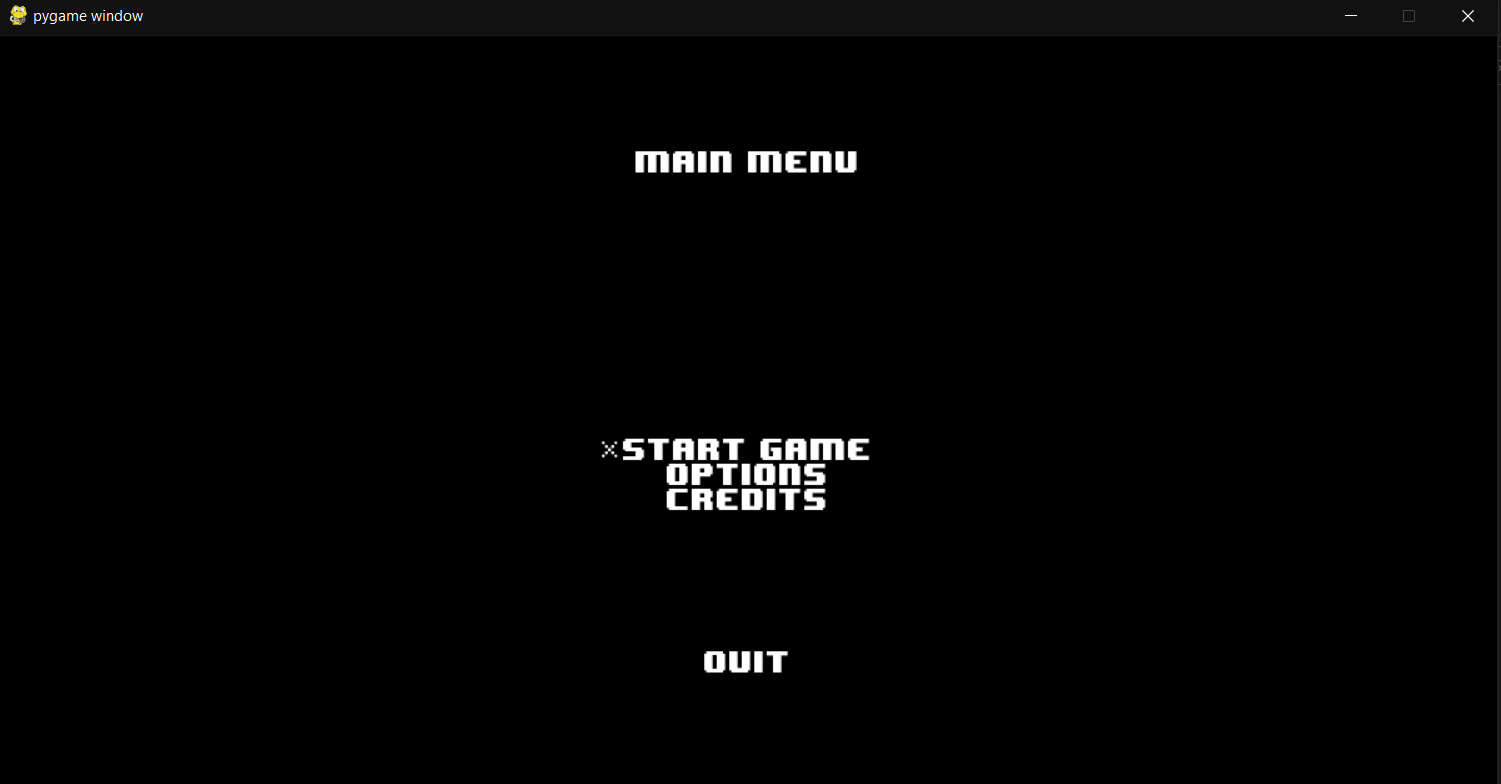 pygame window
MAIN MENU
×START GAME
OPTIONS
CREDITS
QUIT